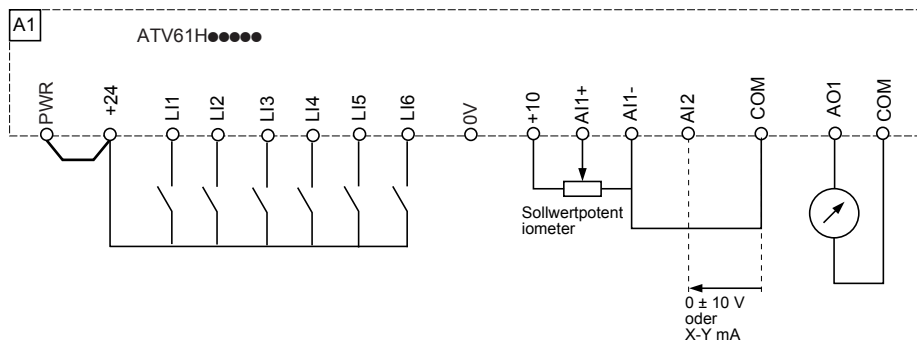 A1
ATV61H●●●●●
PWR
+24
LI1
LI2
LI3
LI4
LI5
LI6
0V
+10
AI1+
AI1-
AI2
COM
AO1
COM
Sollwertpotent
iometer
0 ± 10 V
oder
X-Y mA